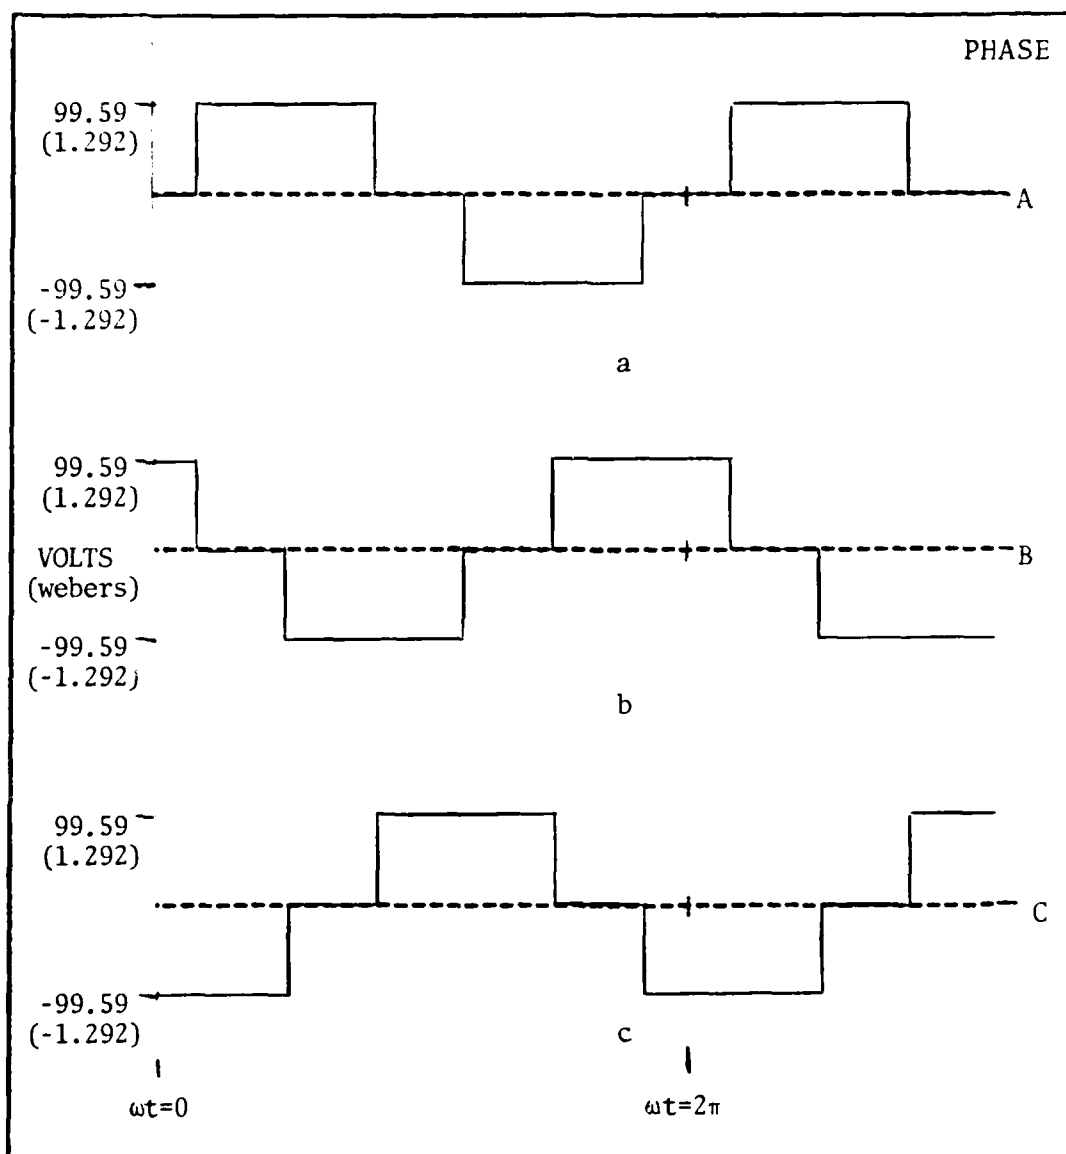 PHASE
99.59
(1.292)
A
-99.59
(-1.292)
a
99.59
(1.292)
VOLTS
(webers)
B
-99.59
(-1.292)
b
99.59
(1.292)
C
-99.59
(-1.292)
c
ωt=0
ωt=2π